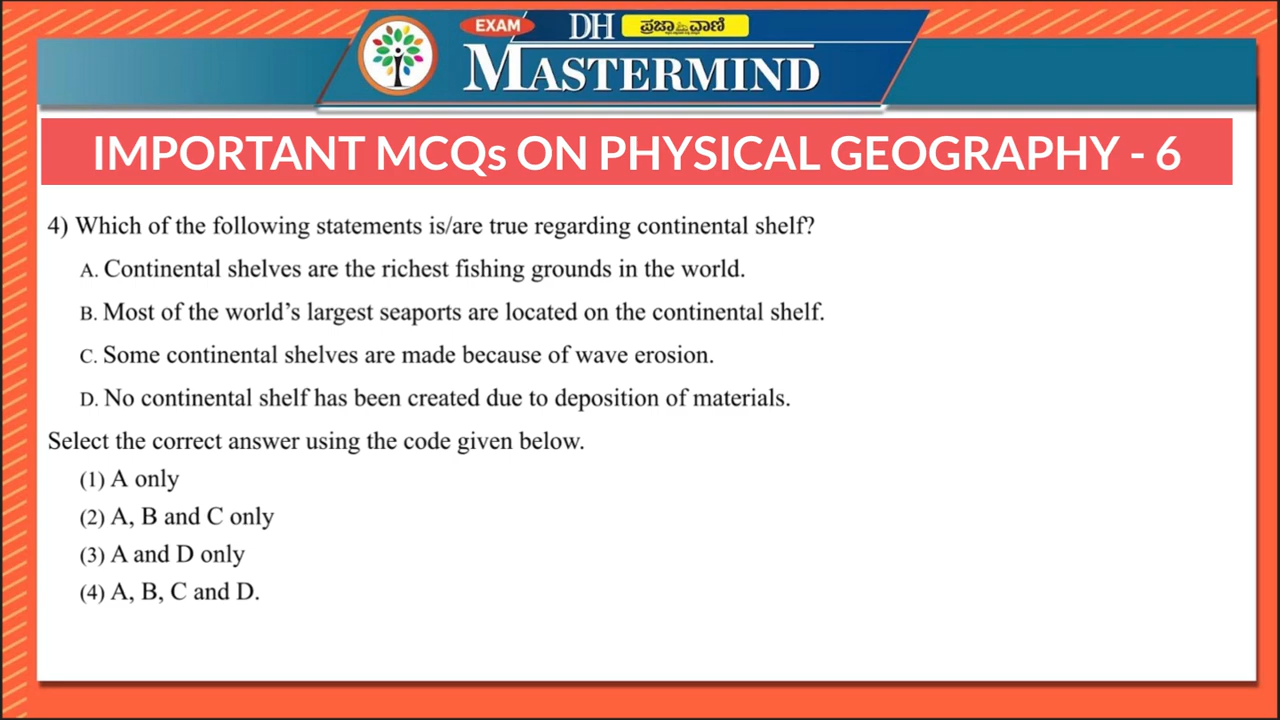 EXAM
DH ಪ್ರಜಾವಾಣಿ
MASTERMIND
IMPORTANT MCQs ON PHYSICAL GEOGRAPHY - 6
4) Which of the following statements is/are true regarding continental shelf?
A. Continental shelves are the richest fishing grounds in the world.
B. Most of the world’s largest seaports are located on the continental shelf.
C. Some continental shelves are made because of wave erosion.
D. No continental shelf has been created due to deposition of materials.
Select the correct answer using the code given below.
(1) A only
(2) A, B and C only
(3) A and D only
(4) A, B, C and D.